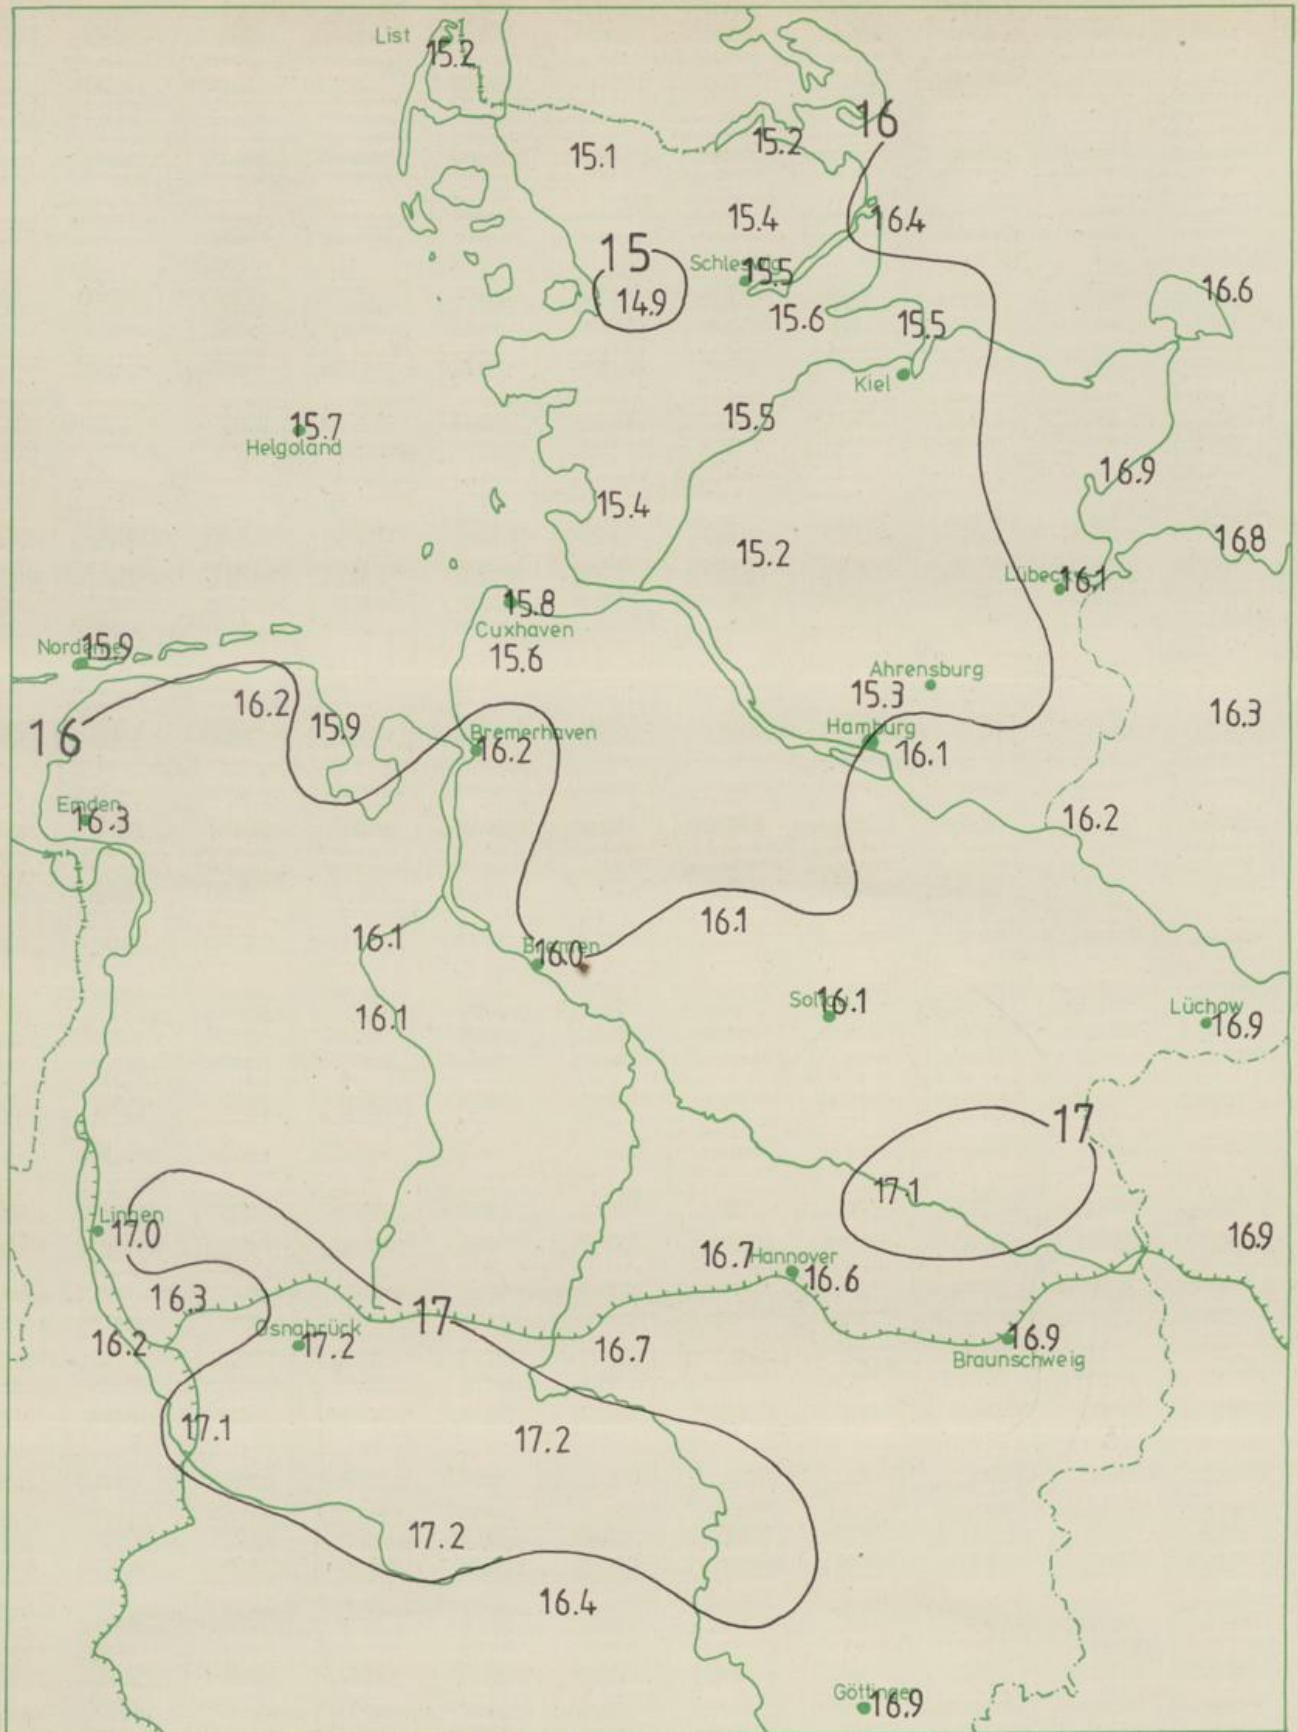 List
15.2
16
15.1
15.2
15.4
16.4
15
Schleswig
15.5
14.9
15.6
15.5
16.6
Kiel
15.5
15.7
Helgoland
16.9
15.4
15.2
16.8
Lübeck
16.1
15.8
Cuxhaven
Norderney
15.9
15.6
Ahrensburg
15.3
16.2
15.9
16.3
16
Bremerhaven
16.2
Hamburg
16.1
Emden
16.3
16.2
16.1
16.1
Bremen
16.0
16.1
Soltau
16.1
Lüchow
16.9
17
17.1
Lingen
17.0
16.9
16.7
Hannover
16.6
16.3
17
Osnabrück
17.2
16.2
16.7
16.9
Braunschweig
17.1
17.2
17.2
16.4
Göttingen
16.9